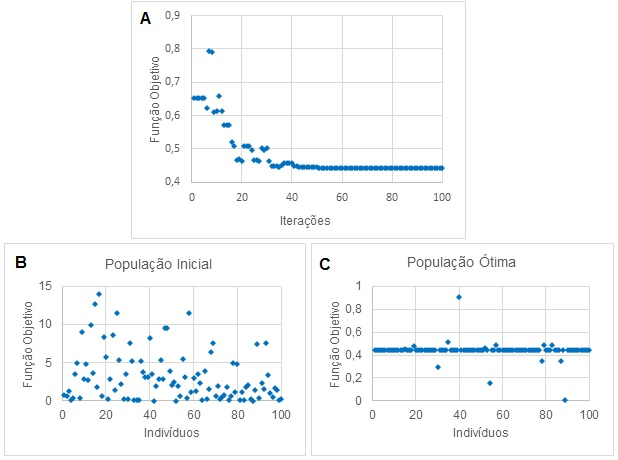 A
0,9
0,8
0,7
0,6
0,5
0,4
Função Objetivo
0 20 40 60 80 100
Iterações
B
População Inicial
15
10
5
0
Função Objetivo
0 20 40 60 80 100
Indivíduos
C
População Ótima
1
0,8
0,6
0,4
0,2
0
Função Objetivo
0 20 40 60 80 100
Indivíduos